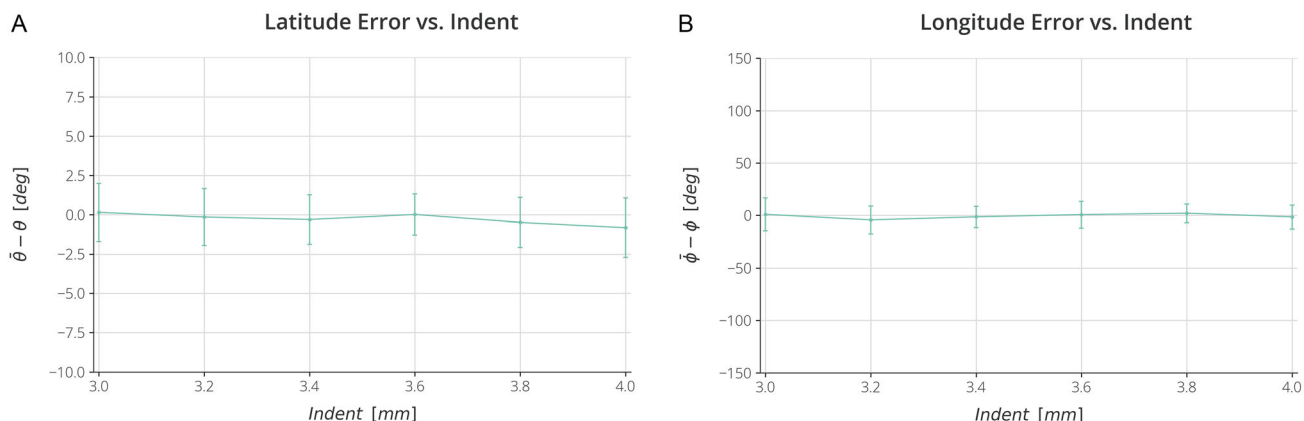 A
Latitude Error vs. Indent
10.0
7.5
5.0
2.5
0.0
−2.5
−5.0
−7.5
−10.0
θ̄ − θ [deg]
3.0 3.2 3.4 3.6 3.8 4.0
Indent [mm]
B
Longitude Error vs. Indent
150
100
50
0
−50
−100
−150
ϕ̄ − ϕ [deg]
3.0 3.2 3.4 3.6 3.8 4.0
Indent [mm]